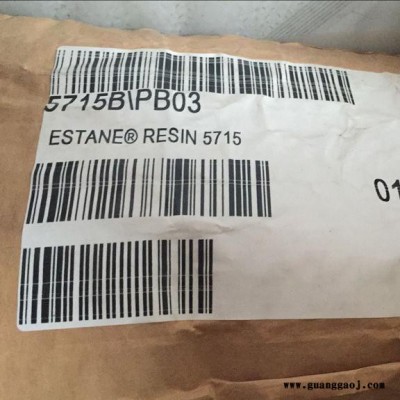 5715B\PB03
ESTANE® RESIN 5715
01
www.guanggaoj.com